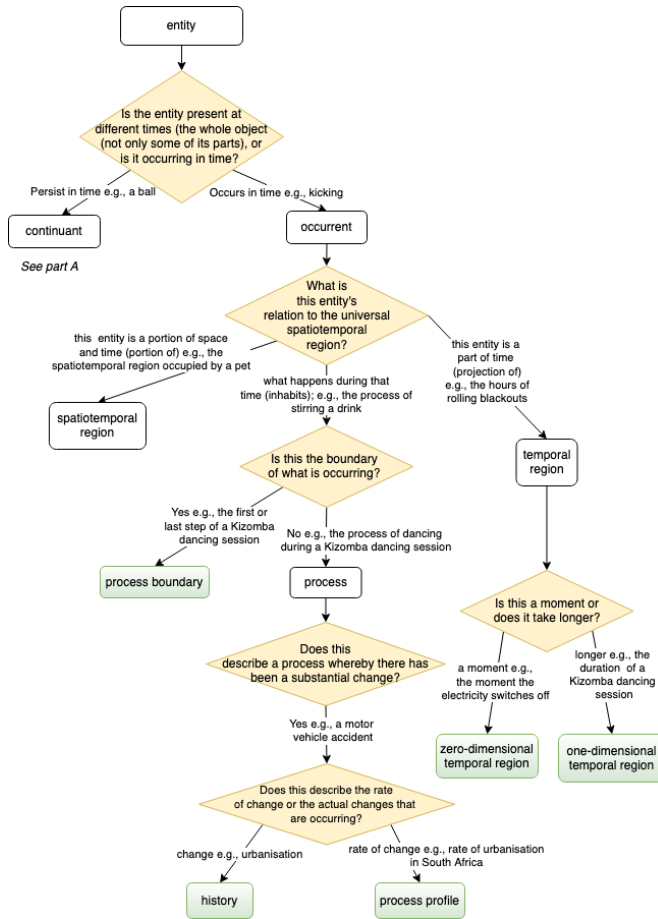 entity
Is the entity present at
different times (the whole object
(not only some of its parts), or
is it occurring in time?
Persist in time e.g., a ball
Occurs in time e.g., kicking
continuant
occurrent
See part A
What is
this entity's
relation to the universal
spatiotemporal
region?
this entity is a portion of space
and time (portion of) e.g., the
spatiotemporal region occupied by a pet
what happens during that
time (inhabits); e.g., the process of
stirring a drink
this entity is a
part of time
(projection of)
e.g., the hours of
rolling blackouts
spatiotemporal
region
Is this the boundary
of what is occurring?
temporal
region
Yes e.g., the first or
last step of a Kizomba
dancing session
No e.g., the process of dancing
during a Kizomba dancing session
process boundary
process
Is this a moment or
does it take longer?
Does this
describe a process whereby there has
been a substantial change?
a moment e.g.,
the moment the
electricity switches off
longer e.g., the
duration of a
Kizomba dancing
session
Yes e.g., a motor
vehicle accident
zero-dimensional
temporal region
one-dimensional
temporal region
Does this describe the rate
of change or the actual changes that
are occurring?
change e.g., urbanisation
rate of change e.g., rate of urbanisation
in South Africa
history
process profile